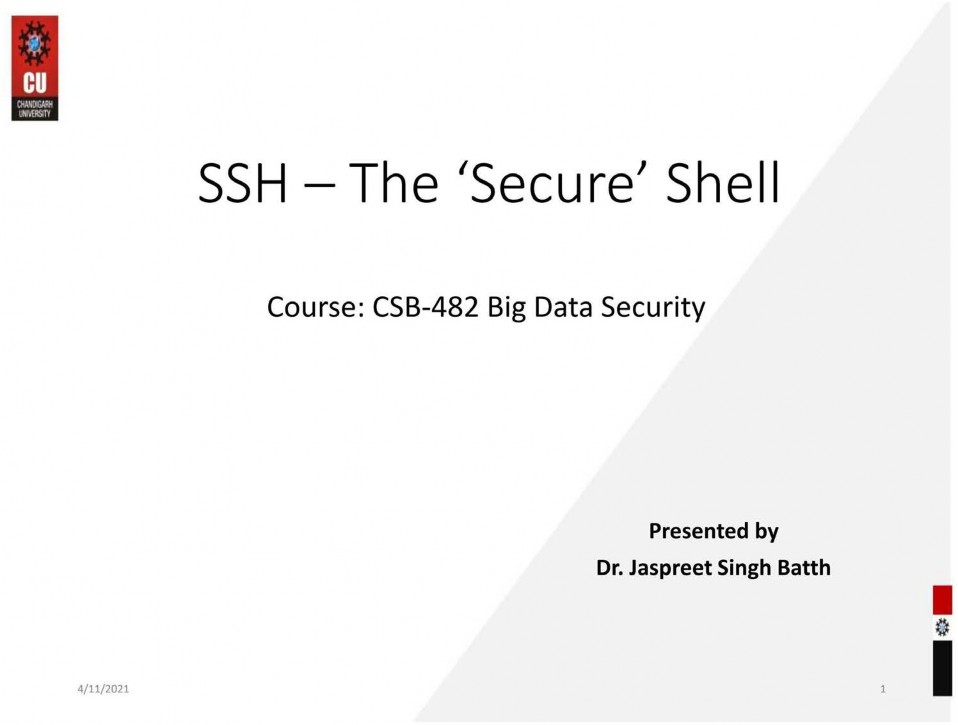 CU
CHANDIGARH
UNIVERSITY
SSH – The ‘Secure’ Shell
Course: CSB-482 Big Data Security
Presented by
Dr. Jaspreet Singh Batth
4/11/2021
1